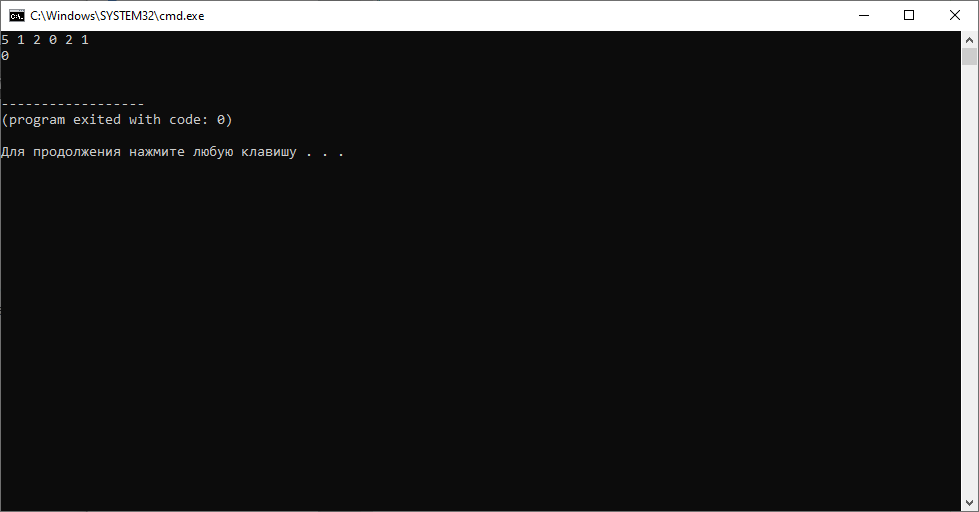 C:\Windows\SYSTEM32\cmd.exe
5 1 2 0 2 1
0
------------------
(program exited with code: 0)
Для продолжения нажмите любую клавишу . . .